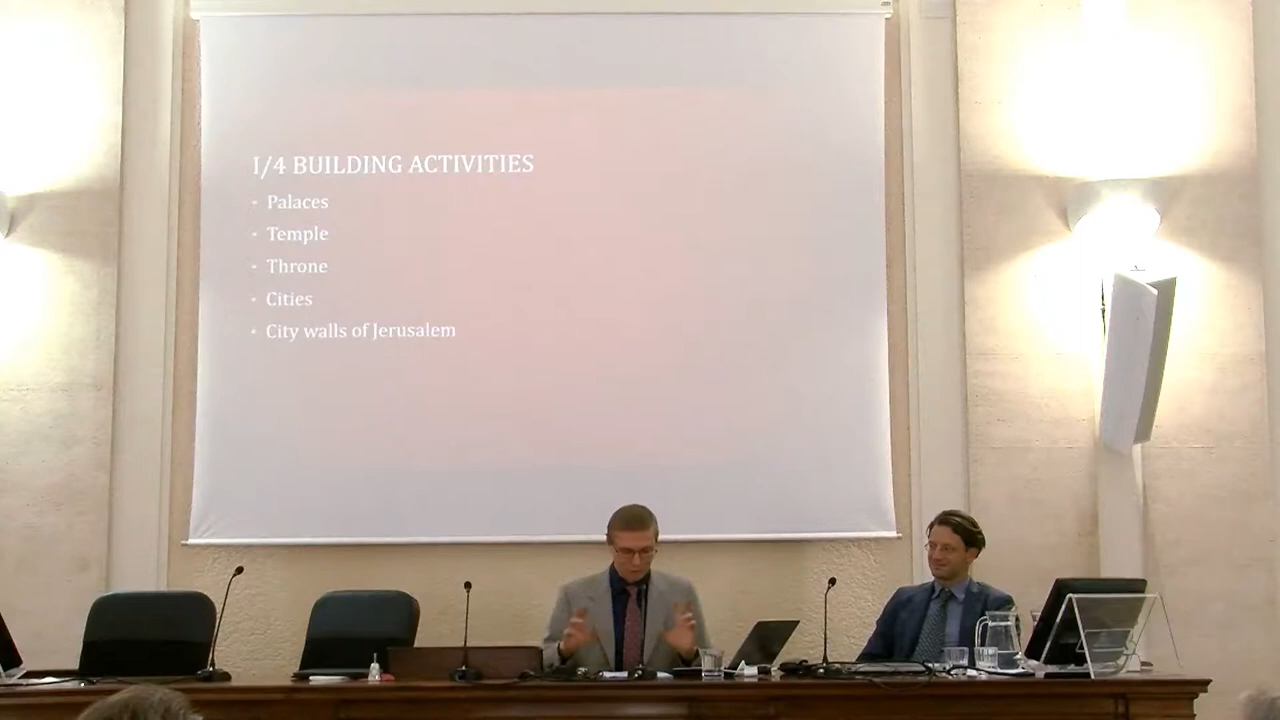 I/4 BUILDING ACTIVITIES
• Palaces
• Temple
• Throne
• Cities
• City walls of Jerusalem